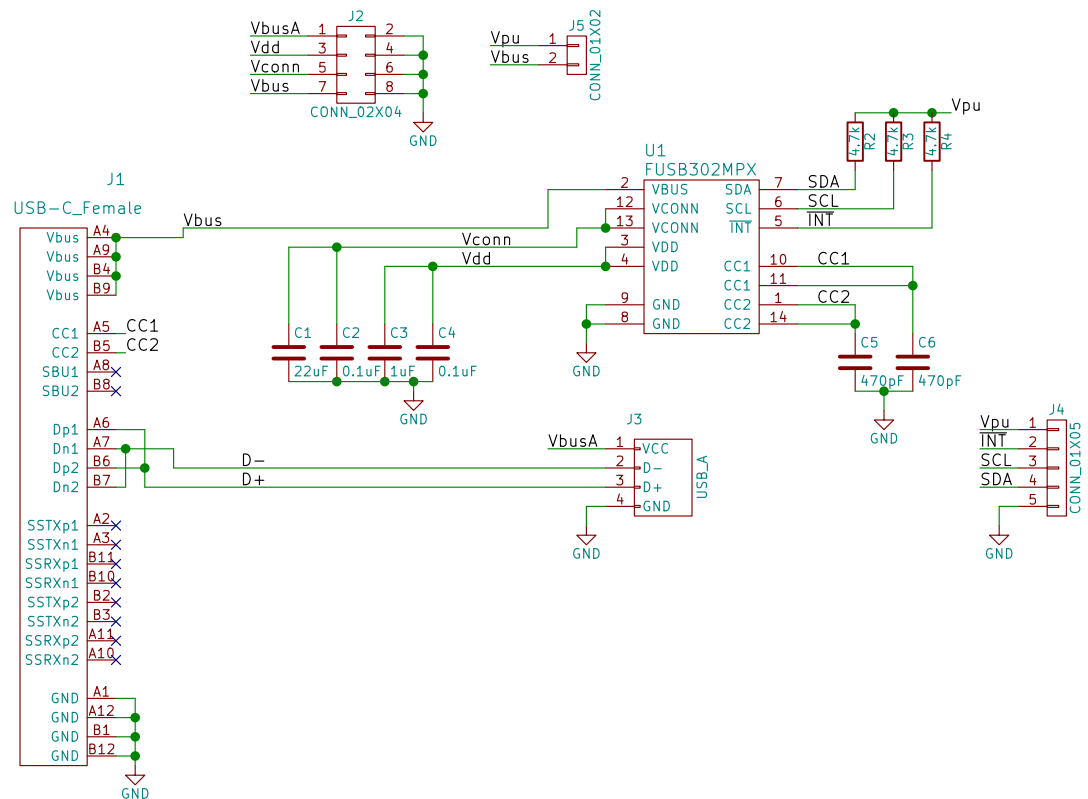 J2
VbusA 1 2
Vdd 3 4
Vconn 5 6
Vbus 7 8
CONN_02X04
GND
J5
Vpu 1
Vbus 2
CONN_01X02
Vpu
4.7k R2
4.7k R3
4.7k R4
U1
FUSB302MPX
2 VBUS SDA 7 SDA
12 VCONN SCL 6 SCL
13 VCONN INT 5 INT
3 VDD
4 VDD CC1 10 CC1
CC1 11
9 GND CC2 1 CC2
8 GND CC2 14
GND
C5
470pF
C6
470pF
GND
J1
USB-C_Female
Vbus A4 Vbus
Vbus A9
Vbus B4
Vbus B9
CC1 A5 CC1
CC2 B5 CC2
SBU1 A8
SBU2 B8
Dp1 A6
Dn1 A7
Dp2 B6
Dn2 B7
SSTXp1 A2
SSTXn1 A3
SSRXp1 B11
SSRXn1 B10
SSTXp2 B2
SSTXn2 B3
SSRXp2 A11
SSRXn2 A10
GND A1
GND A12
GND B1
GND B12
GND
Vconn
Vdd
C1
22uF
C2
0.1uF
C3
1uF
C4
0.1uF
GND
D-
D+
J3
VbusA 1 VCC
2 D-
3 D+
4 GND
USB_A
GND
J4
Vpu 1
INT 2
SCL 3
SDA 4
5
CONN_01X05
GND